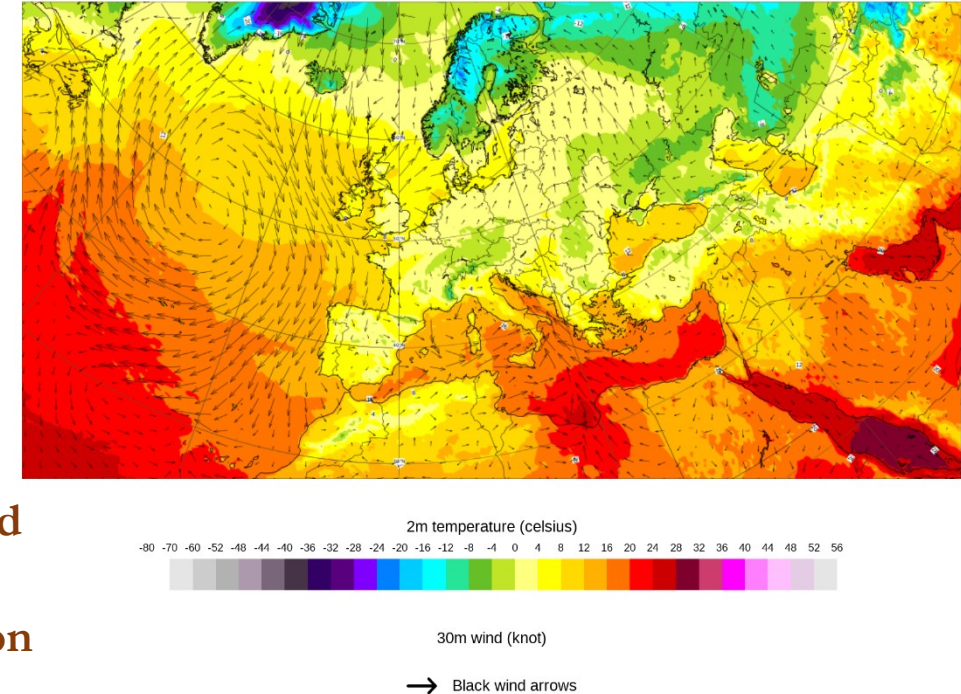 d
2m temperature (celsius)
-80 -70 -60 -52 -48 -44 -40 -36 -32 -28 -24 -20 -16 -12 -8 -4 0 4 8 12 16 20 24 28 32 36 40 44 48 52 56
on
30m wind (knot)
Black wind arrows